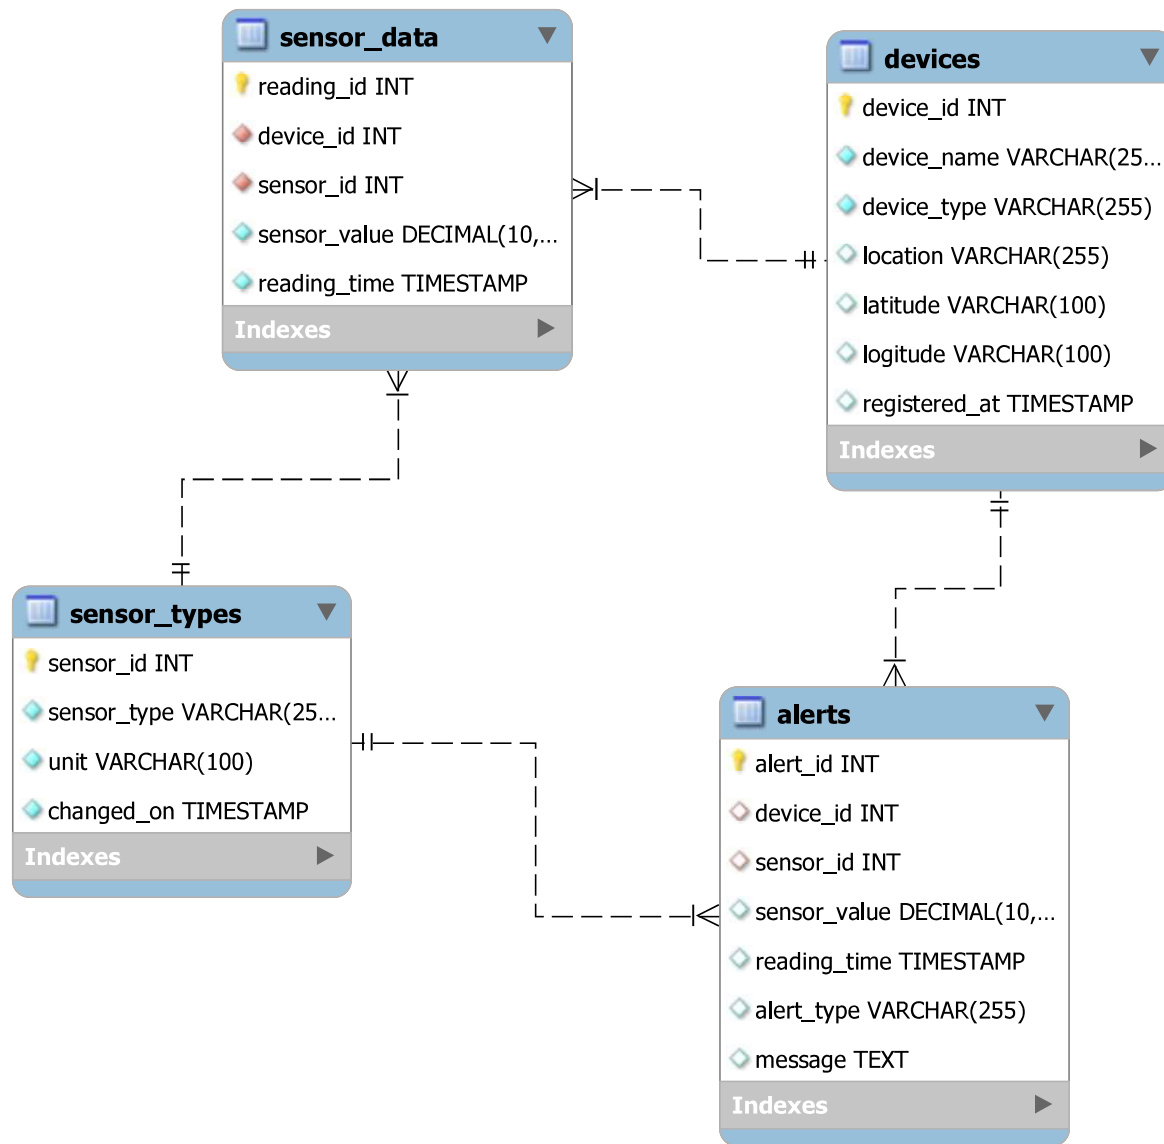 sensor_data
reading_id INT
device_id INT
sensor_id INT
sensor_value DECIMAL(10,...
reading_time TIMESTAMP
Indexes
devices
device_id INT
device_name VARCHAR(25...
device_type VARCHAR(255)
location VARCHAR(255)
latitude VARCHAR(100)
logitude VARCHAR(100)
registered_at TIMESTAMP
Indexes
sensor_types
sensor_id INT
sensor_type VARCHAR(25...
unit VARCHAR(100)
changed_on TIMESTAMP
Indexes
alerts
alert_id INT
device_id INT
sensor_id INT
sensor_value DECIMAL(10,...
reading_time TIMESTAMP
alert_type VARCHAR(255)
message TEXT
Indexes